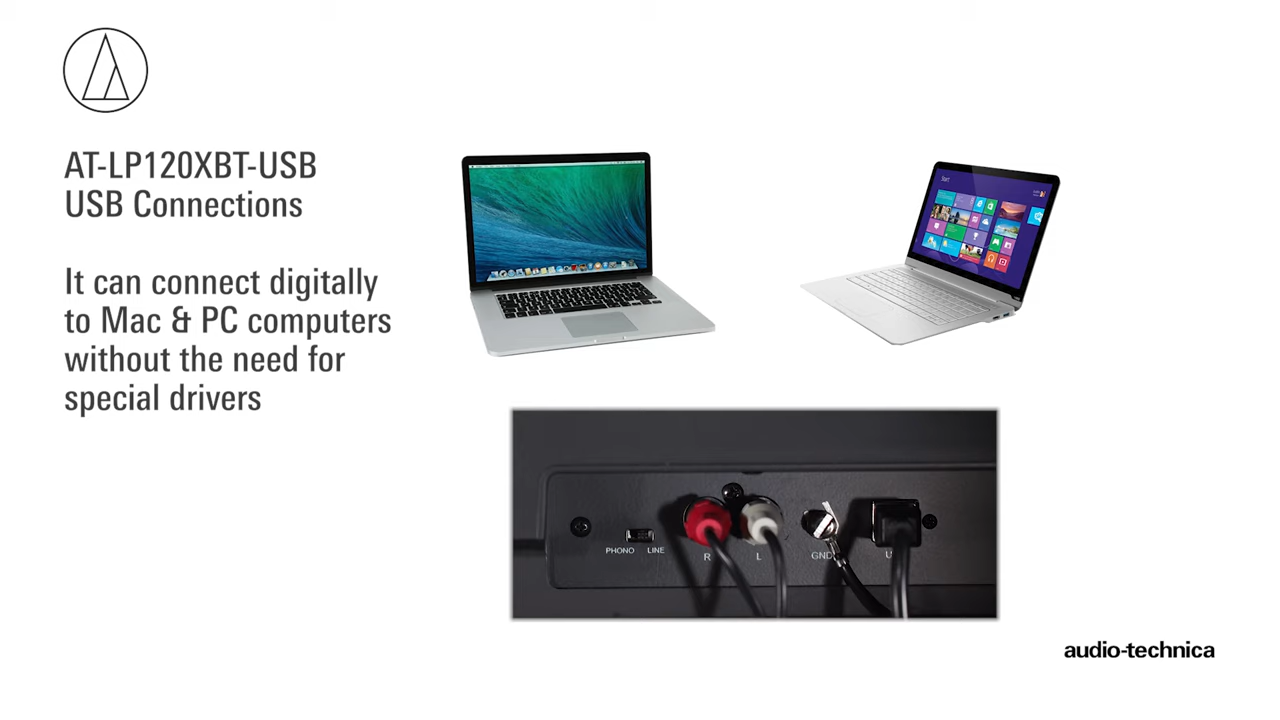 AT-LP120XBT-USB
USB Connections
It can connect digitally
to Mac & PC computers
without the need for
special drivers
Start
PHONO LINE
R
L
GND
audio-technica